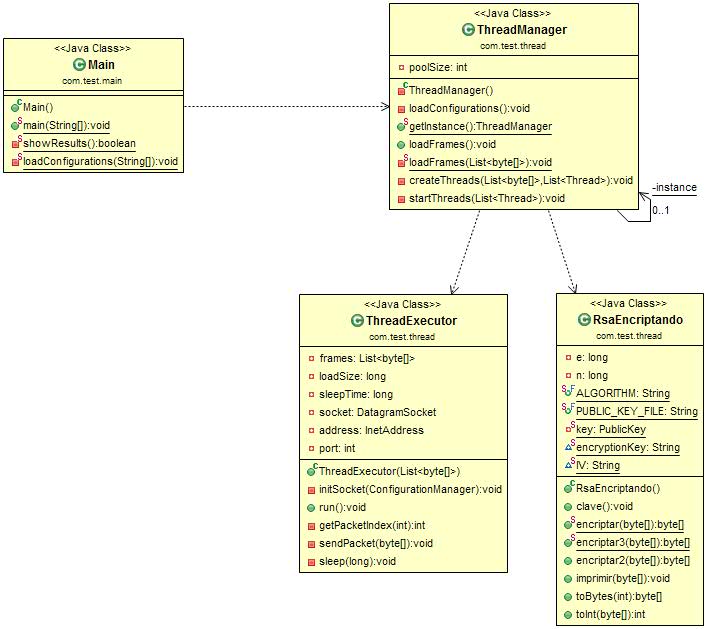 <<Java Class>>
Main
com.test.main
Main()
main(String[]):void
showResults():boolean
loadConfigurations(String[]):void
<<Java Class>>
ThreadManager
com.test.thread
poolSize: int
ThreadManager()
loadConfigurations():void
getInstance():ThreadManager
loadFrames():void
loadFrames(List<byte[]>):void
createThreads(List<byte[]>,List<Thread>):void
startThreads(List<Thread>):void
-instance
0..1
<<Java Class>>
ThreadExecutor
com.test.thread
frames: List<byte[]>
loadSize: long
sleepTime: long
socket: DatagramSocket
address: InetAddress
port: int
ThreadExecutor(List<byte[]>)
initSocket(ConfigurationManager):void
run():void
getPacketIndex(int):int
sendPacket(byte[]):void
sleep(long):void
<<Java Class>>
RsaEncriptando
com.test.thread
e: long
n: long
ALGORITHM: String
PUBLIC_KEY_FILE: String
key: PublicKey
encryptionKey: String
IV: String
RsaEncriptando()
clave():void
encriptar(byte[]):byte[]
encriptar3(byte[]):byte[]
encriptar2(byte[]):byte[]
imprimir(byte[]):void
toBytes(int):byte[]
toInt(byte[]):int